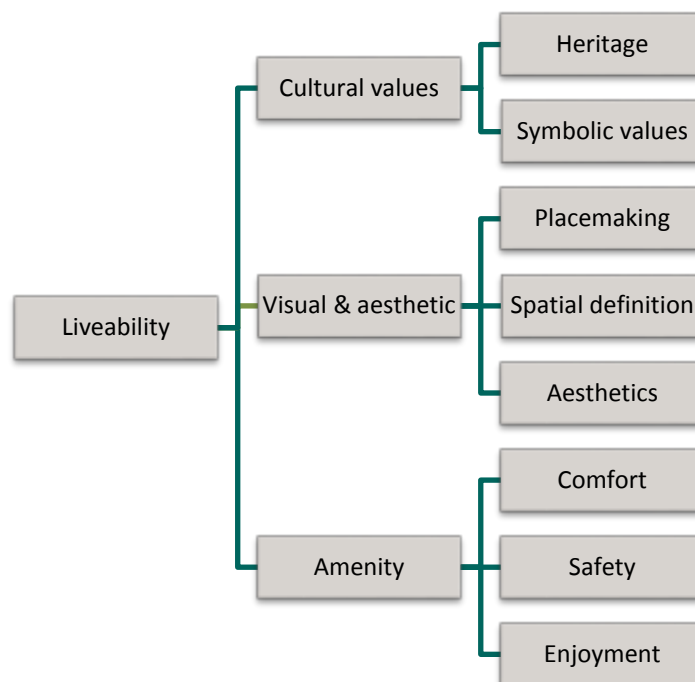 Heritage
Cultural values
Symbolic values
Placemaking
Liveability
Visual & aesthetic
Spatial definition
Aesthetics
Comfort
Amenity
Safety
Enjoyment